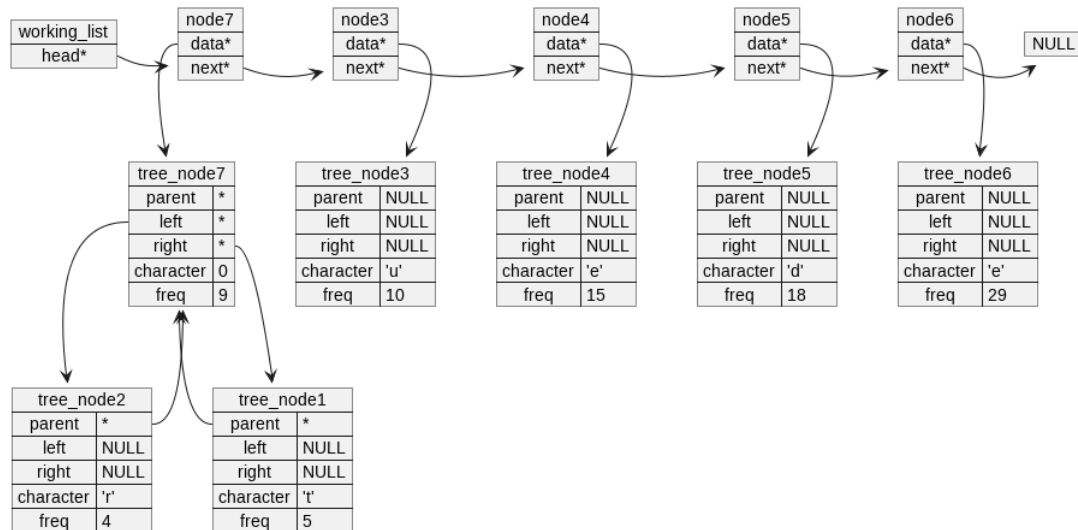 working_list
head*
node7
data*
next*
node3
data*
next*
node4
data*
next*
node5
data*
next*
node6
data*
next*
NULL
tree_node7
parent *
left *
right *
character 0
freq 9
tree_node3
parent NULL
left NULL
right NULL
character 'u'
freq 10
tree_node4
parent NULL
left NULL
right NULL
character 'e'
freq 15
tree_node5
parent NULL
left NULL
right NULL
character 'd'
freq 18
tree_node6
parent NULL
left NULL
right NULL
character 'e'
freq 29
tree_node2
parent *
left NULL
right NULL
character 'r'
freq 4
tree_node1
parent *
left NULL
right NULL
character 't'
freq 5